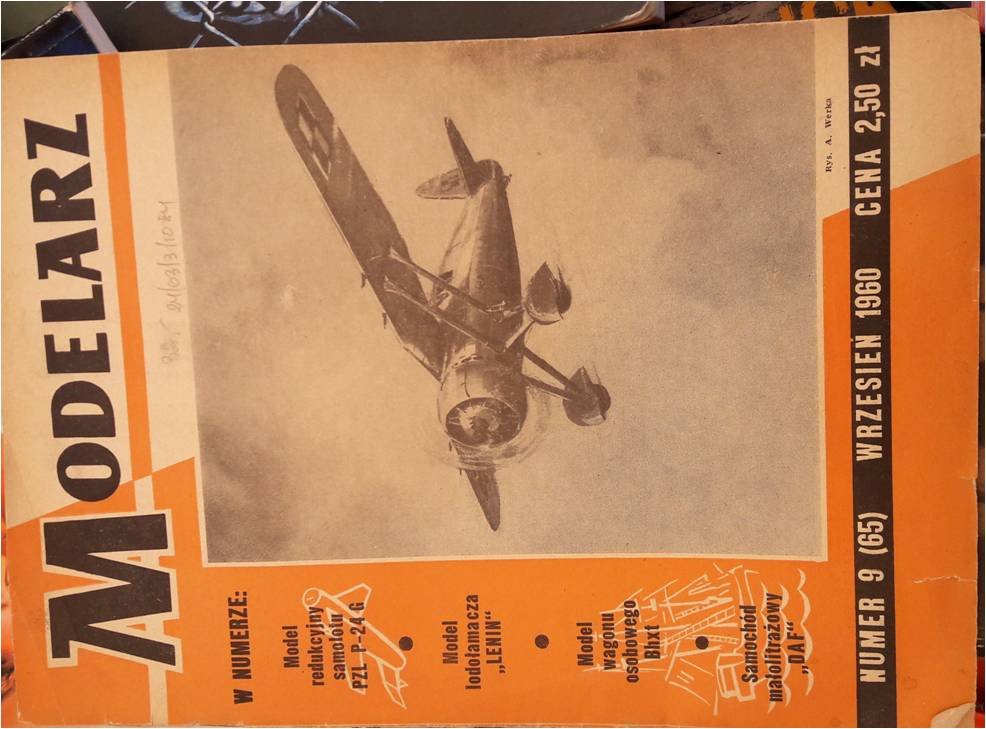 MODELARZ
W NUMERZE:
Model
redukcyjny
samolotu
PZL P-24 G
Model
lodołamacza
„LENIN”
Model
wagonu
osobowego
Bhxt
Samochód
małolitrażowy
„DAF”
Rys. A. Werka
NUMER 9 (65) WRZESIEŃ 1960 CENA 2,50 zł